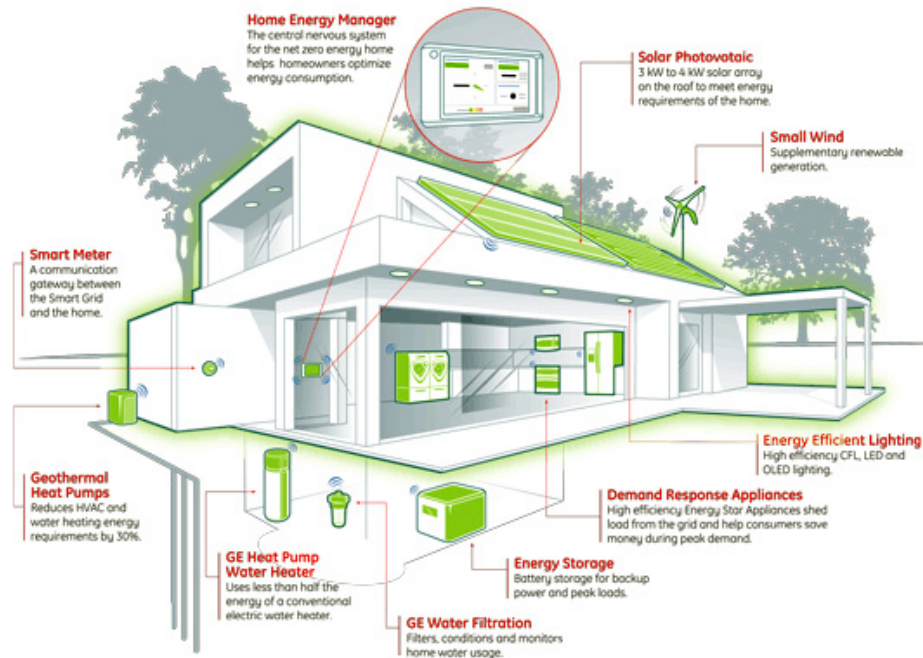 Home Energy Manager
The central nervous system
for the net zero energy home
helps homeowners optimize
energy consumption.
Solar Photovotaic
3 kW to 4 kW solar array
on the roof to meet energy
requirements of the home.
Small Wind
Supplementary renewable
generation.
Smart Meter
A communication
gateway between
the Smart Grid
and the home.
Energy Efficient Lighting
High efficiency CFL, LED and
OLED lighting.
Geothermal
Heat Pumps
Reduces HVAC and
water heating energy
requirements by 30%.
Demand Response Appliances
High efficiency Energy Star Appliances shed
load from the grid and help consumers save
money during peak demand.
GE Heat Pump
Water Heater
Uses less than half the
energy of a conventional
electric water heater.
Energy Storage
Battery storage for backup
power and peak loads.
GE Water Filtration
Filters, conditions and monitors
home water usage.